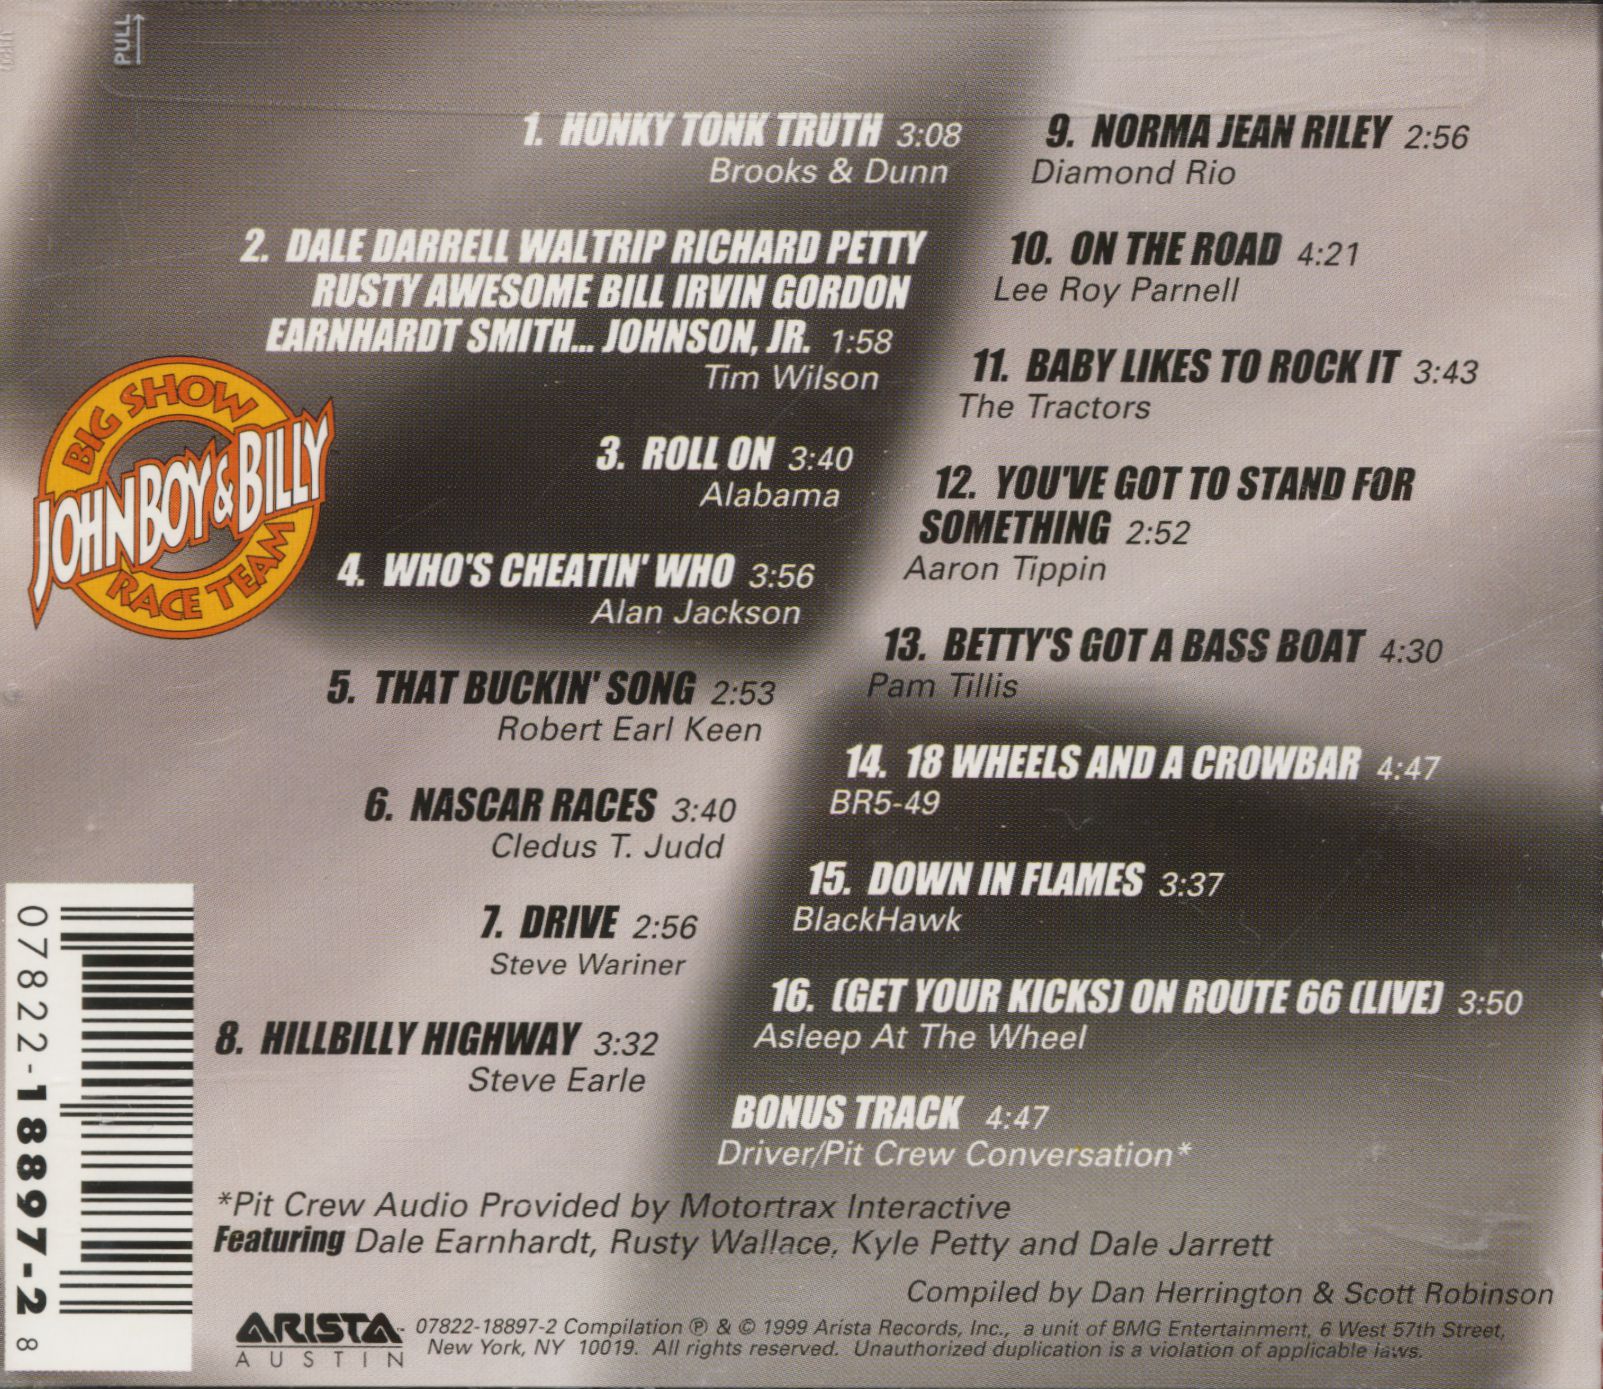 PULL
1. HONKY TONK TRUTH 3:08
Brooks & Dunn
2. DALE DARRELL WALTRIP RICHARD PETTY
RUSTY AWESOME BILL IRVIN GORDON
EARNHARDT SMITH... JOHNSON, JR. 1:58
Tim Wilson
3. ROLL ON 3:40
Alabama
4. WHO'S CHEATIN' WHO 3:56
Alan Jackson
5. THAT BUCKIN' SONG 2:53
Robert Earl Keen
6. NASCAR RACES 3:40
Cledus T. Judd
7. DRIVE 2:56
Steve Wariner
8. HILLBILLY HIGHWAY 3:32
Steve Earle
9. NORMA JEAN RILEY 2:56
Diamond Rio
10. ON THE ROAD 4:21
Lee Roy Parnell
11. BABY LIKES TO ROCK IT 3:43
The Tractors
12. YOU'VE GOT TO STAND FOR
SOMETHING 2:52
Aaron Tippin
13. BETTY'S GOT A BASS BOAT 4:30
Pam Tillis
14. 18 WHEELS AND A CROWBAR 4:47
BR5-49
15. DOWN IN FLAMES 3:37
BlackHawk
16. (GET YOUR KICKS) ON ROUTE 66 (LIVE) 3:50
Asleep At The Wheel
BONUS TRACK 4:47
Driver/Pit Crew Conversation*
BIG SHOW
JOHNBOY & BILLY
RACE TEAM
07822-18897-2 8
*Pit Crew Audio Provided by Motortrax Interactive
Featuring Dale Earnhardt, Rusty Wallace, Kyle Petty and Dale Jarrett
Compiled by Dan Herrington & Scott Robinson
ARISTA™
AUSTIN
07822-18897-2 Compilation ℗ & © 1999 Arista Records, Inc., a unit of BMG Entertainment, 6 West 57th Street,
New York, NY 10019. All rights reserved. Unauthorized duplication is a violation of applicable laws.